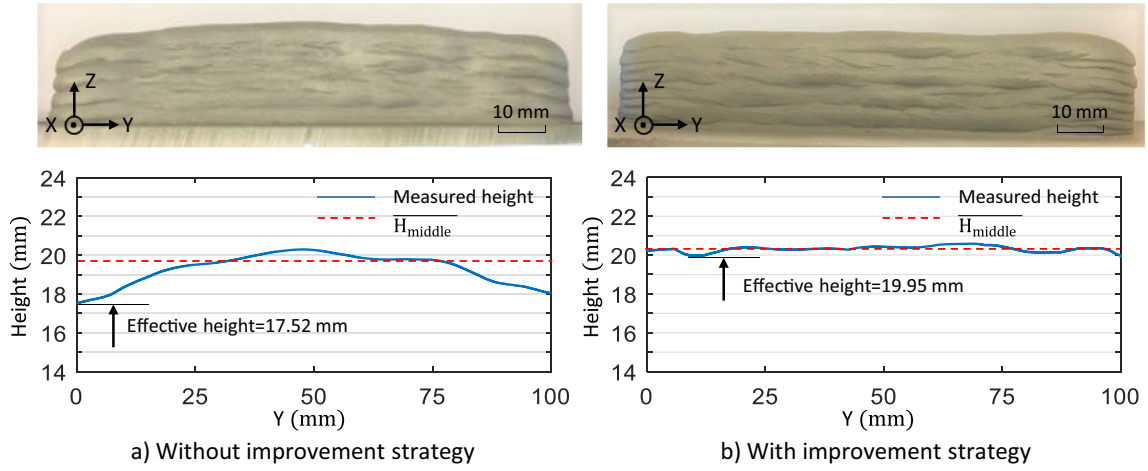 Z
X
Y
10 mm
Z
X
Y
10 mm
24
22
20
18
16
14
Height (mm)
Measured height
H̅middle
Effective height=17.52 mm
0
25
50
75
100
Y (mm)
a) Without improvement strategy
24
22
20
18
16
14
Height (mm)
Measured height
H̅middle
Effective height=19.95 mm
0
25
50
75
100
Y (mm)
b) With improvement strategy